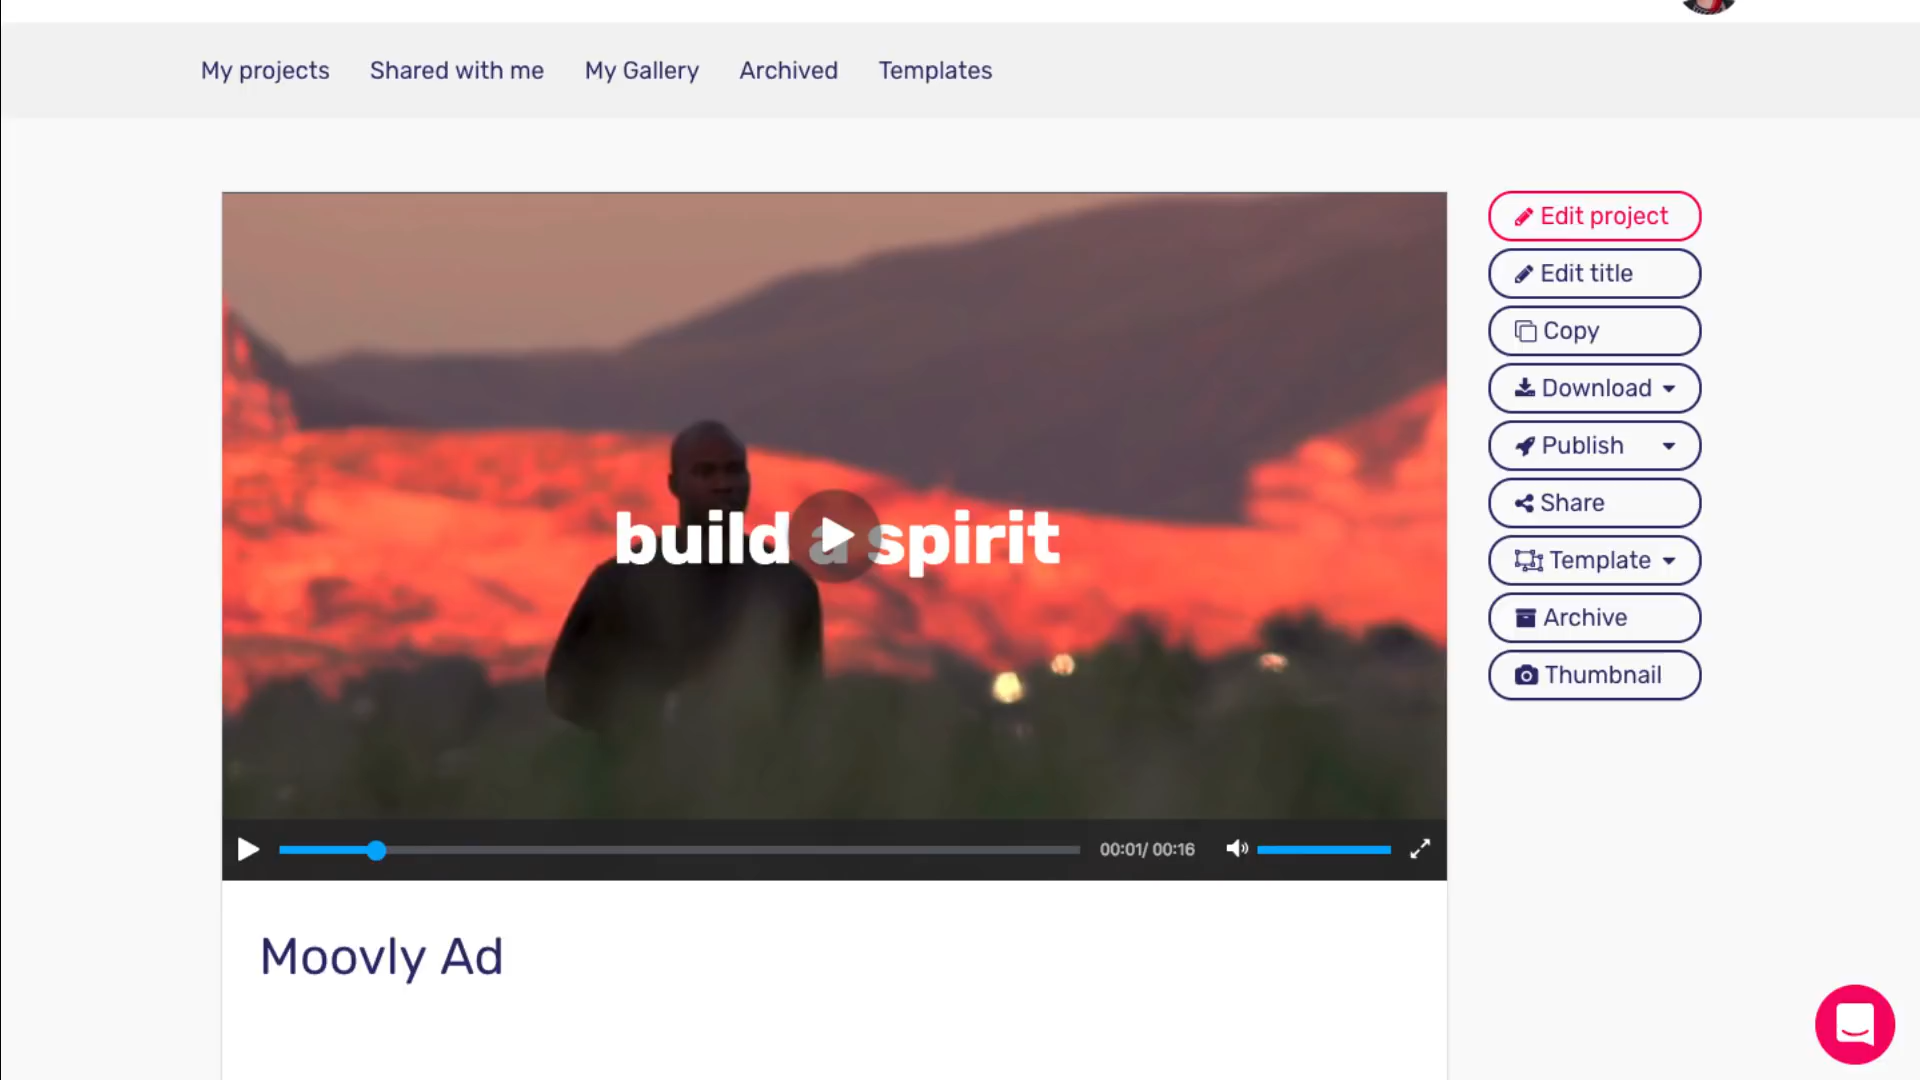 My projects Shared with me My Gallery Archived Templates
build a spirit
Edit project
Edit title
Copy
Download
Publish
Share
Template
Archive
Thumbnail
00:01/ 00:16
Moovly Ad